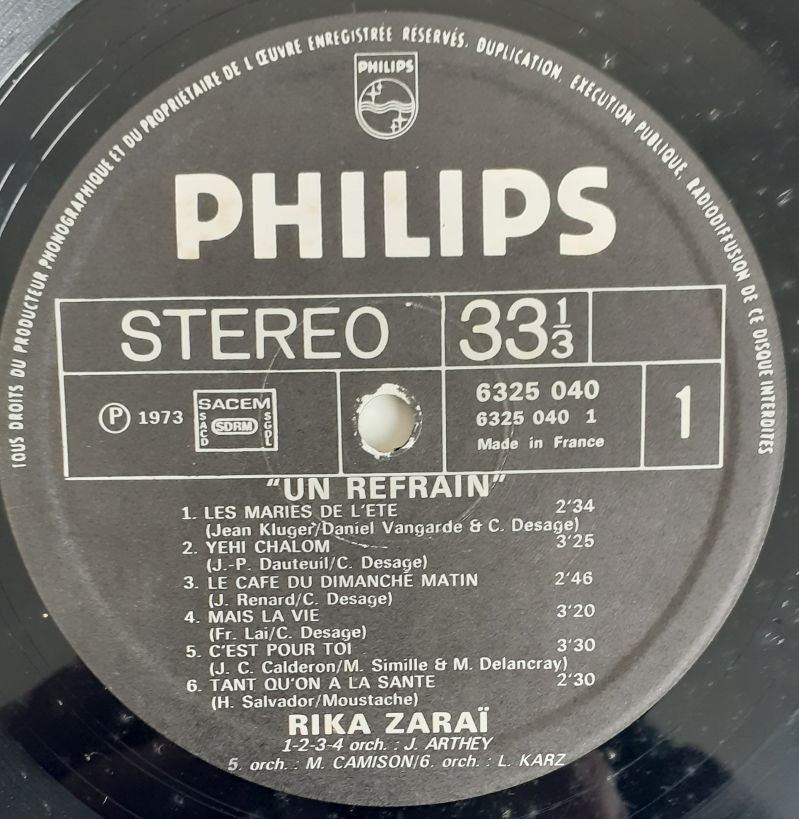 TOUS DROITS DU PRODUCTEUR PHONOGRAPHIQUE ET DU PROPRIÉTAIRE DE L'ŒUVRE ENREGISTRÉE RÉSERVÉS. DUPLICATION, EXÉCUTION PUBLIQUE, RADIODIFFUSION DE CE DISQUE INTERDITES
PHILIPS
PHILIPS
STEREO 33 1/3
Ⓟ 1973 SACEM SACD SDRM SGDL
6325 040
6325 040 1
Made in France
1
"UN REFRAIN"
1. LES MARIES DE L'ETE 2'34
(Jean Kluger/Daniel Vangarde & C. Desage)
2. YEHI CHALOM 3'25
(J.-P. Dauteuil/C. Desage)
3. LE CAFE DU DIMANCHE MATIN 2'46
(J. Renard/C. Desage)
4. MAIS LA VIE 3'20
(Fr. Lai/C. Desage)
5. C'EST POUR TOI 3'30
(J. C. Calderon/M. Simille & M. Delancray)
6. TANT QU'ON A LA SANTE 2'30
(H. Salvador/Moustache)
RIKA ZARAÏ
1-2-3-4 orch. : J. ARTHEY
5. orch. : M. CAMISON/6. orch. : L. KARZ